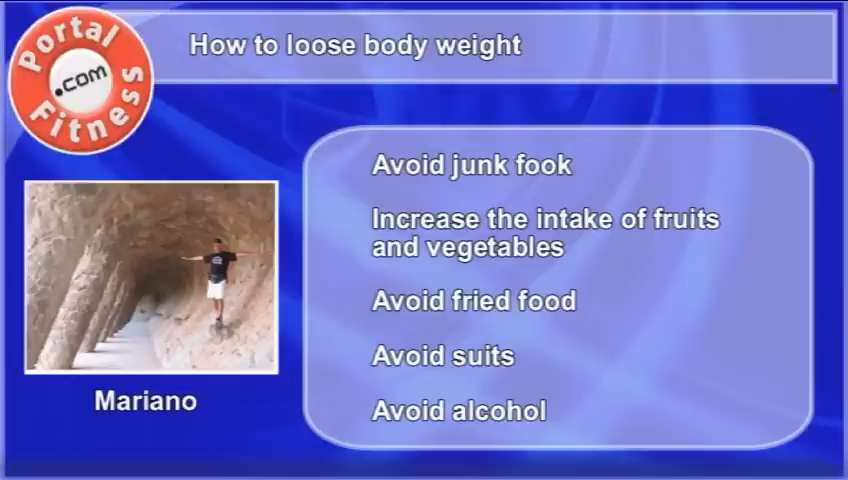 Portal
.com
Fitness
How to loose body weight
Avoid junk fook
Increase the intake of fruits
and vegetables
Avoid fried food
Avoid suits
Avoid alcohol
Mariano